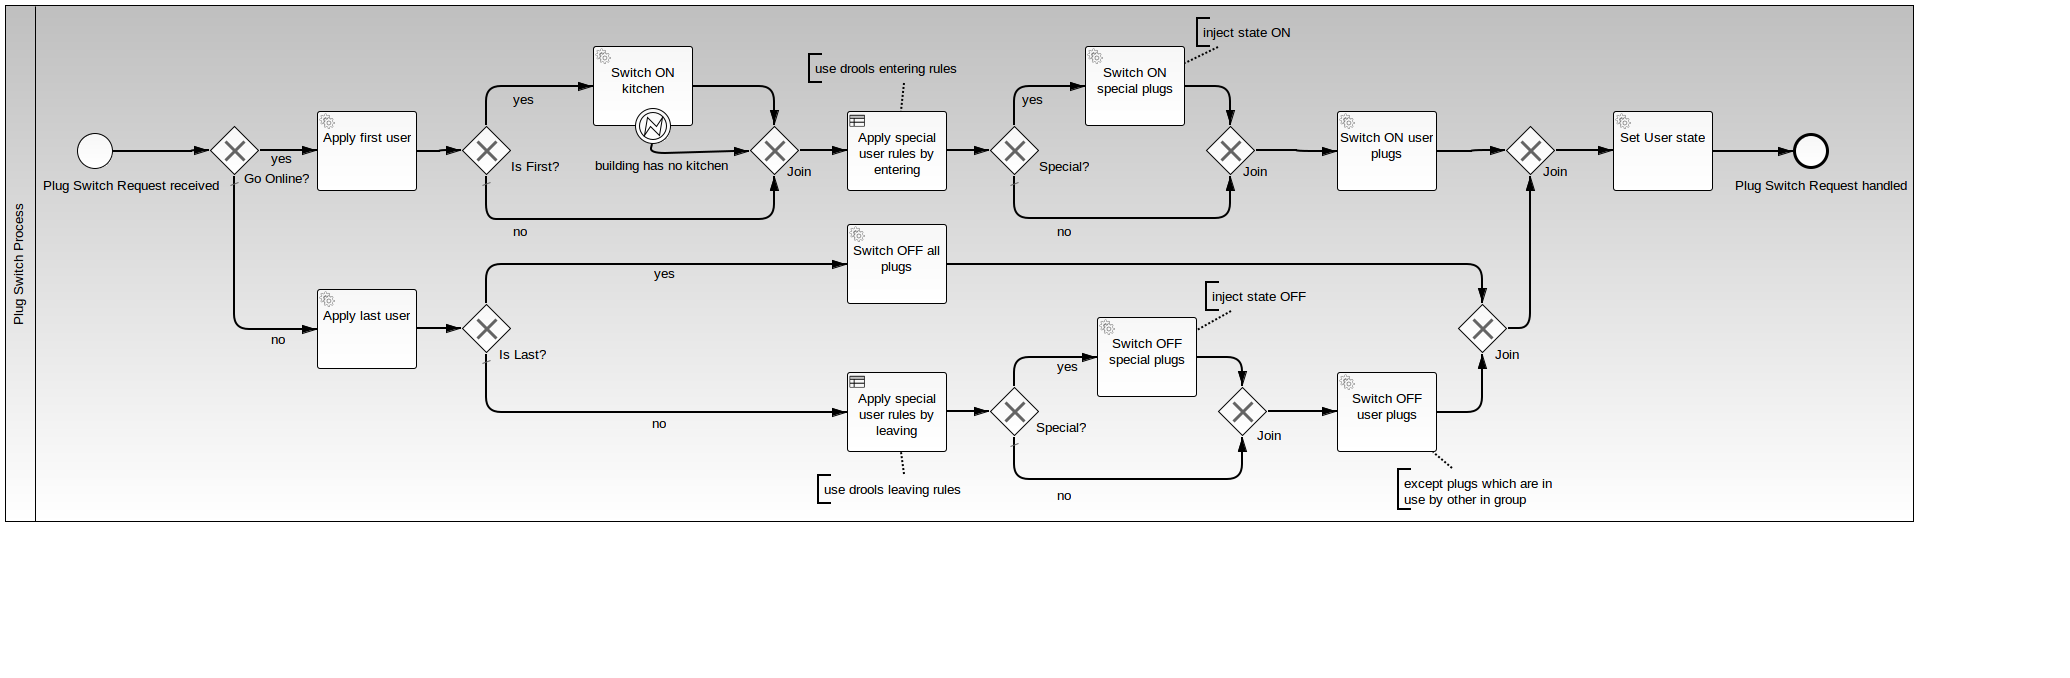 Plug Switch Process
Plug Switch Request received
Go Online?
yes
no
Apply first user
Is First?
yes
no
Switch ON
kitchen
building has no kitchen
Join
use drools entering rules
Apply special
user rules by
entering
Special?
yes
no
Switch ON
special plugs
inject state ON
Join
Switch ON user
plugs
Join
Set User state
Plug Switch Request handled
Apply last user
Is Last?
yes
no
Switch OFF all
plugs
Apply special
user rules by
leaving
use drools leaving rules
Special?
yes
no
Switch OFF
special plugs
inject state OFF
Join
Switch OFF
user plugs
except plugs which are in
use by other in group
Join